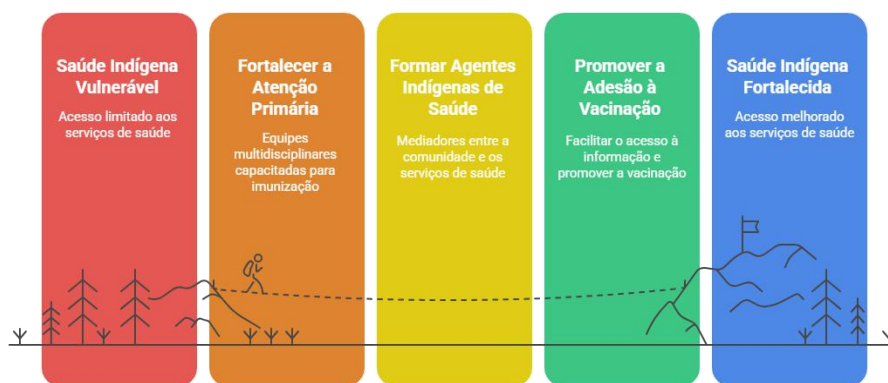 Saúde Indígena
Vulnerável
Acesso limitado aos
serviços de saúde
Fortalecer a
Atenção
Primária
Equipes
multidisciplinares
capacitadas para
imunização
Formar Agentes
Indígenas de
Saúde
Mediadores entre a
comunidade e os
serviços de saúde
Promover a
Adesão à
Vacinação
Facilitar o acesso à
informação e
promover a vacinação
Saúde Indígena
Fortalecida
Acesso melhorado
aos serviços de saúde